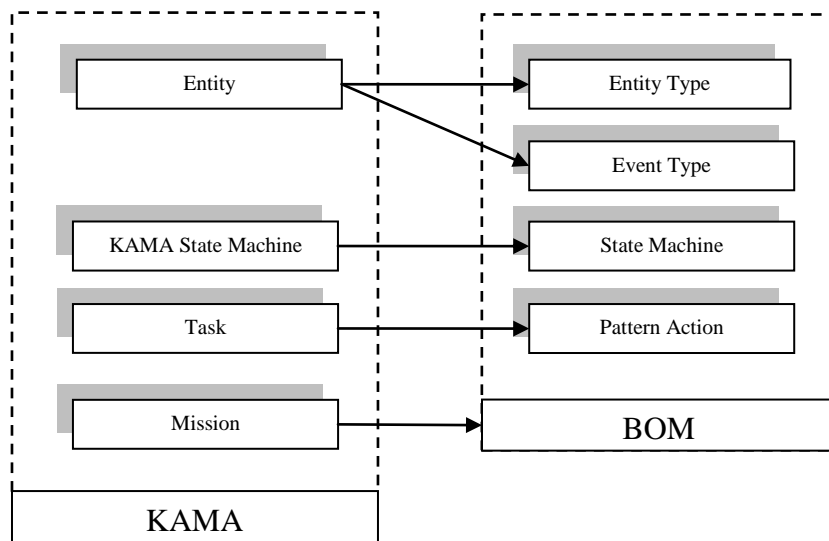 Entity
Entity Type
Event Type
KAMA State Machine
State Machine
Task
Pattern Action
Mission
BOM
KAMA